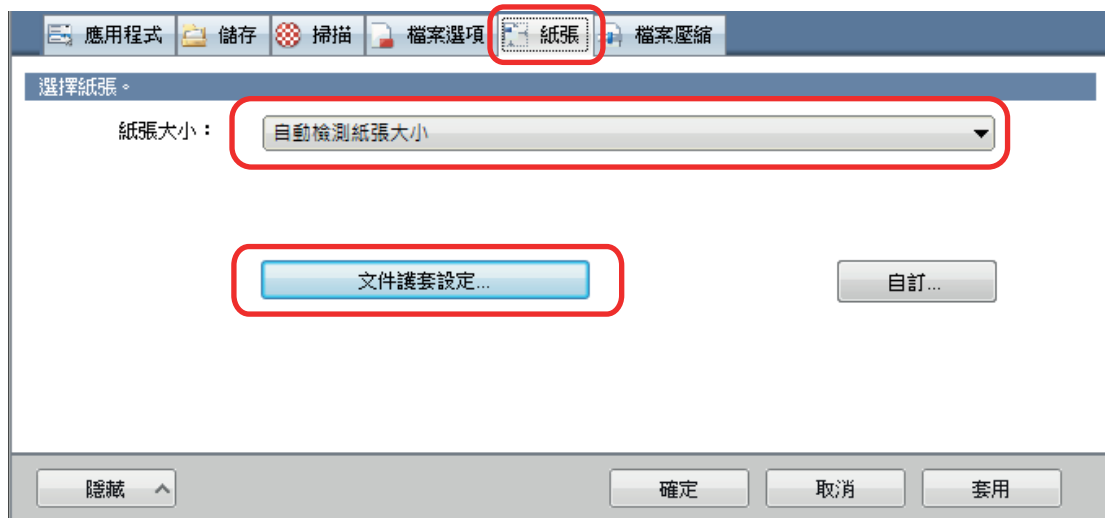 應用程式 儲存 掃描 檔案選項 紙張 檔案壓縮
選擇紙張。
紙張大小： 自動檢測紙張大小
文件護套設定... 自訂...
隱藏 確定 取消 套用